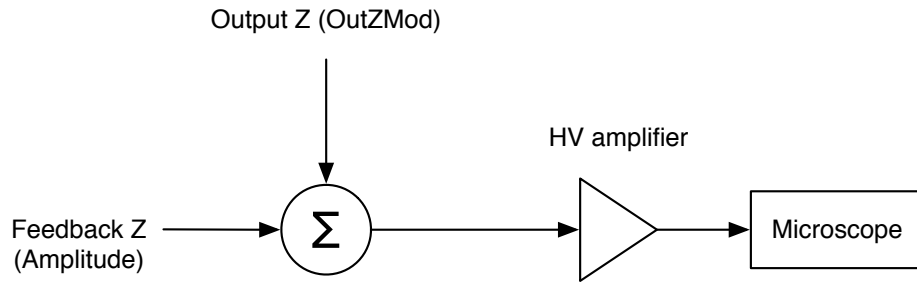 Output Z (OutZMod)
HV amplifier
Feedback Z
(Amplitude)
Σ
Microscope